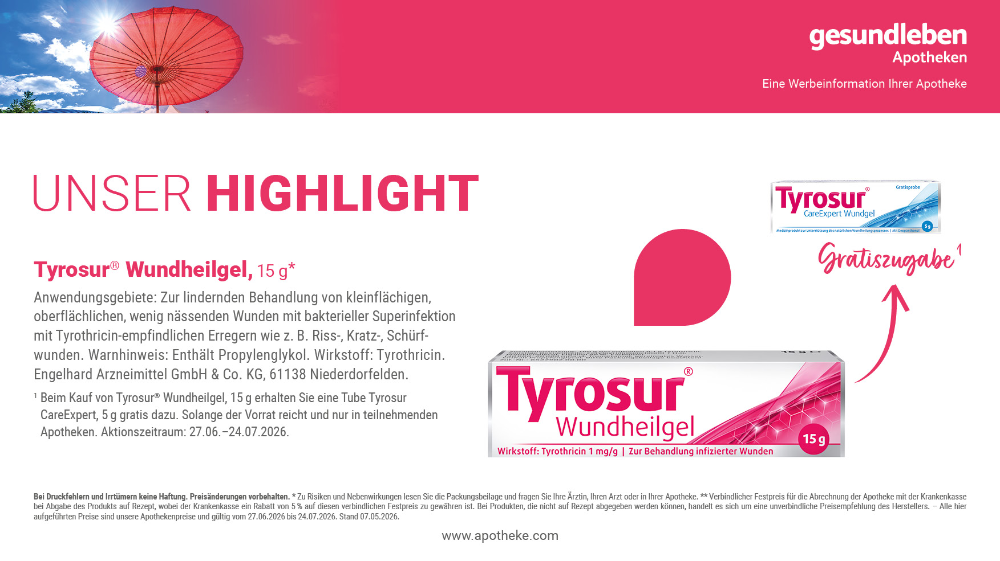 gesundleben
Apotheken
Eine Werbeinformation Ihrer Apotheke
UNSER HIGHLIGHT
Tyrosur® Wundheilgel, 15 g*
Anwendungsgebiete: Zur lindernden Behandlung von kleinflächigen,
oberflächlichen, wenig nässenden Wunden mit bakterieller Superinfektion
mit Tyrothricin-empfindlichen Erregern wie z. B. Riss-, Kratz-, Schürf-
wunden. Warnhinweis: Enthält Propylenglykol. Wirkstoff: Tyrothricin.
Engelhard Arzneimittel GmbH & Co. KG, 61138 Niederdorfelden.
¹ Beim Kauf von Tyrosur® Wundheilgel, 15 g erhalten Sie eine Tube Tyrosur
CareExpert, 5 g gratis dazu. Solange der Vorrat reicht und nur in teilnehmenden
Apotheken. Aktionszeitraum: 27.06.–24.07.2026.
Gratisprobe
Tyrosur®
CareExpert Wundgel
Medizinprodukt zur Unterstützung des natürlichen Wundheilungsprozesses | Mit Dexpanthenol
5 g
Gratiszugabe¹
15 g
Tyrosur®
Wundheilgel
15 g
Wirkstoff: Tyrothricin 1 mg/g | Zur Behandlung infizierter Wunden
Bei Druckfehlern und Irrtümern keine Haftung. Preisänderungen vorbehalten. * Zu Risiken und Nebenwirkungen lesen Sie die Packungsbeilage und fragen Sie Ihre Ärztin, Ihren Arzt oder in Ihrer Apotheke. ** Verbindlicher Festpreis für die Abrechnung der Apotheke mit der Krankenkasse
bei Abgabe des Produkts auf Rezept, wobei der Krankenkasse ein Rabatt von 5 % auf diesen verbindlichen Festpreis zu gewähren ist. Bei Produkten, die nicht auf Rezept abgegeben werden können, handelt es sich um eine unverbindliche Preisempfehlung des Herstellers. – Alle hier
aufgeführten Preise sind unsere Apothekenpreise und gültig vom 27.06.2026 bis 24.07.2026. Stand 07.05.2026.
www.apotheke.com